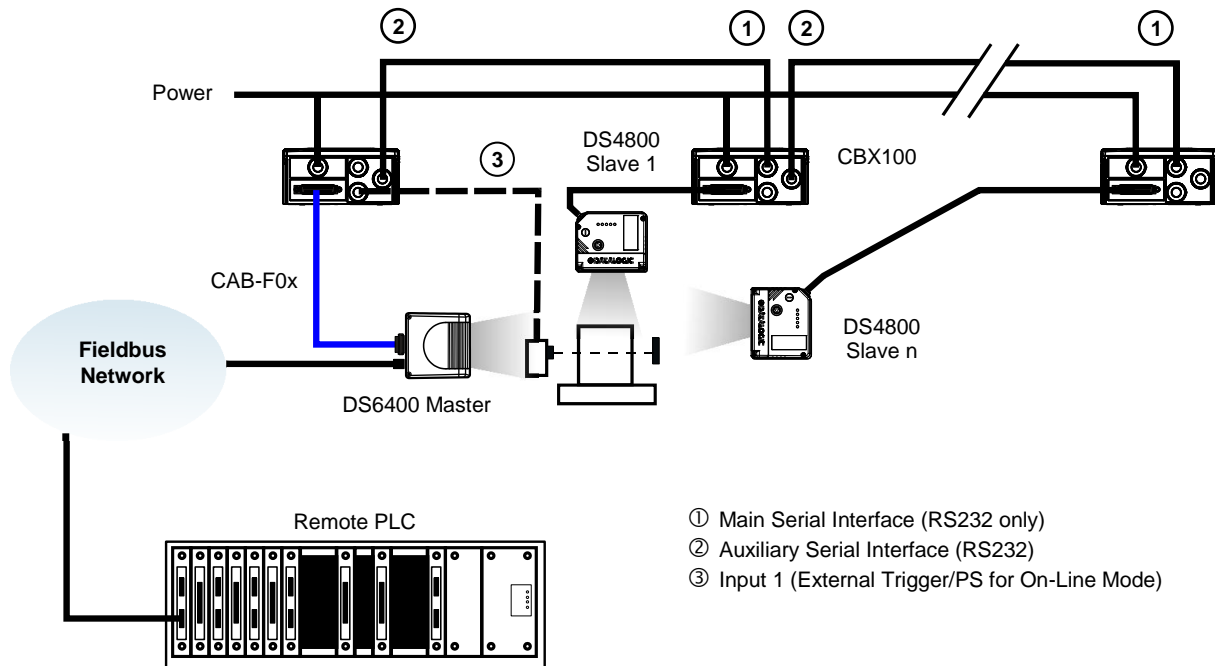 ② ① ② ①
Power
③
DS4800
Slave 1
CBX100
DATALOGIC
CAB-F0x
DATALOGIC
DS4800
Slave n
Fieldbus
Network
DS6400 Master
Remote PLC
① Main Serial Interface (RS232 only)
② Auxiliary Serial Interface (RS232)
③ Input 1 (External Trigger/PS for On-Line Mode)